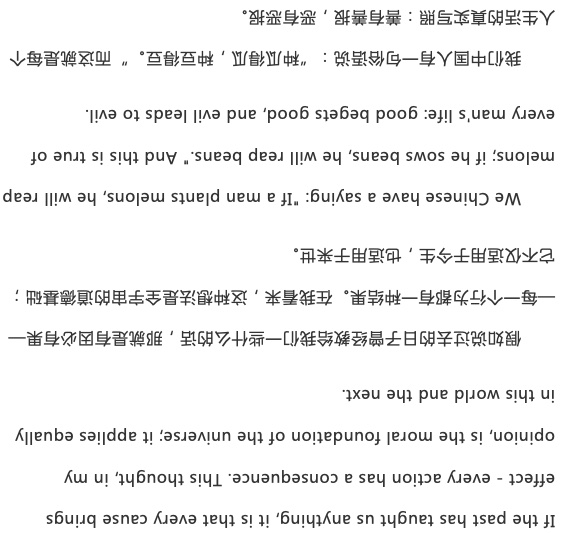 If the past has taught us anything, it is that every cause brings
effect - every action has a consequence. This thought, in my
opinion, is the moral foundation of the universe; it applies equally
in this world and the next.
假如说过去的日子曾经教给我们一些什么的话，那就是有因必有果—
—每一个行为都有一种结果。在我看来，这种想法是全宇宙的道德基础；
它不仅适用于今生，也适用于来世。
We Chinese have a saying: "If a man plants melons, he will reap
melons; if he sows beans, he will reap beans." And this is true of
every man's life: good begets good, and evil leads to evil.
我们中国人有一句俗话说："种瓜得瓜，种豆得豆。"而这就是每个
人生活的真实写照：善有善报，恶有恶报。